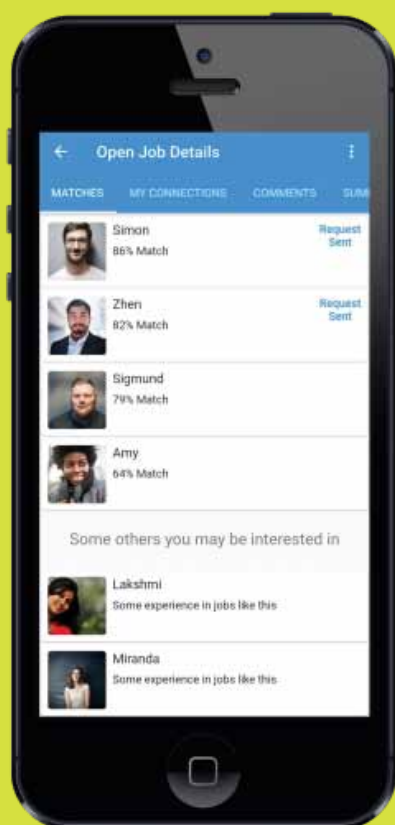 Open Job Details
MATCHES MY CONNECTIONS COMMENTS SUM
Simon
86% Match
Request
Sent
Zhen
82% Match
Request
Sent
Sigmund
79% Match
Amy
64% Match
Some others you may be interested in
Lakshmi
Some experience in jobs like this
Miranda
Some experience in jobs like this